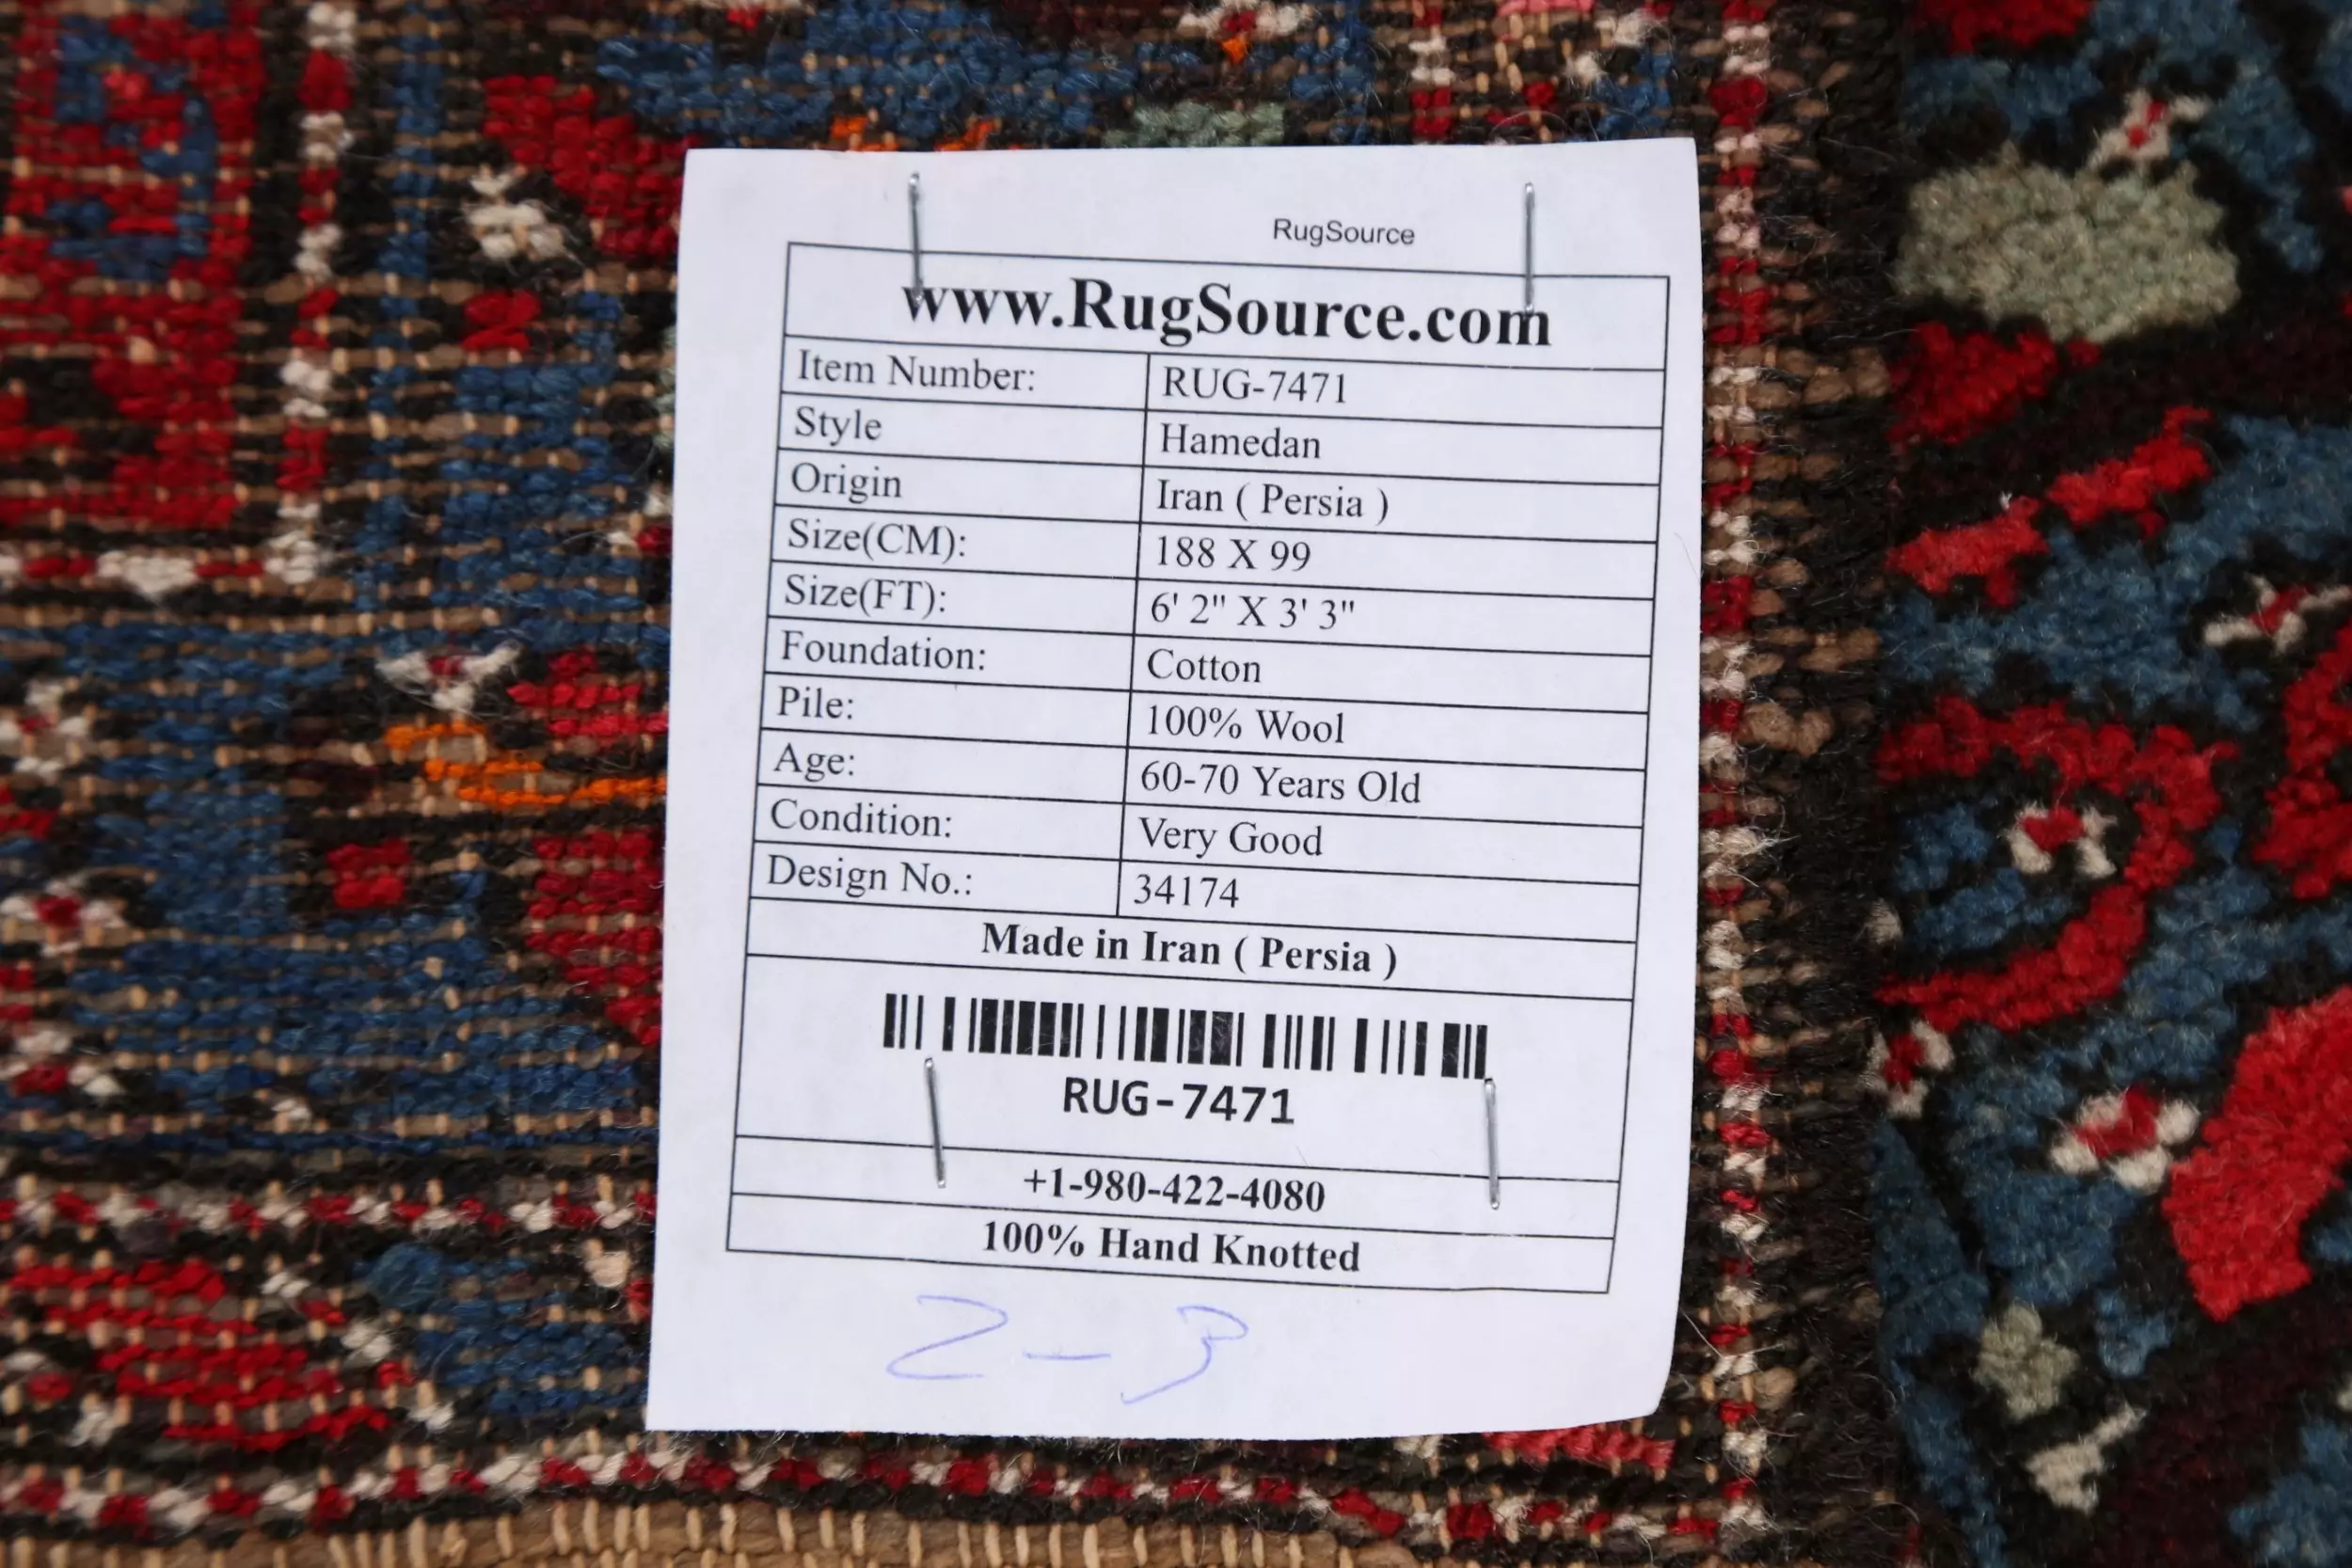 RugSource
www.RugSource.com
Item Number: RUG-7471
Style Hamedan
Origin Iran ( Persia )
Size(CM): 188 X 99
Size(FT): 6' 2" X 3' 3"
Foundation: Cotton
Pile: 100% Wool
Age: 60-70 Years Old
Condition: Very Good
Design No.: 34174
Made in Iran ( Persia )
RUG-7471
+1-980-422-4080
100% Hand Knotted
2-3